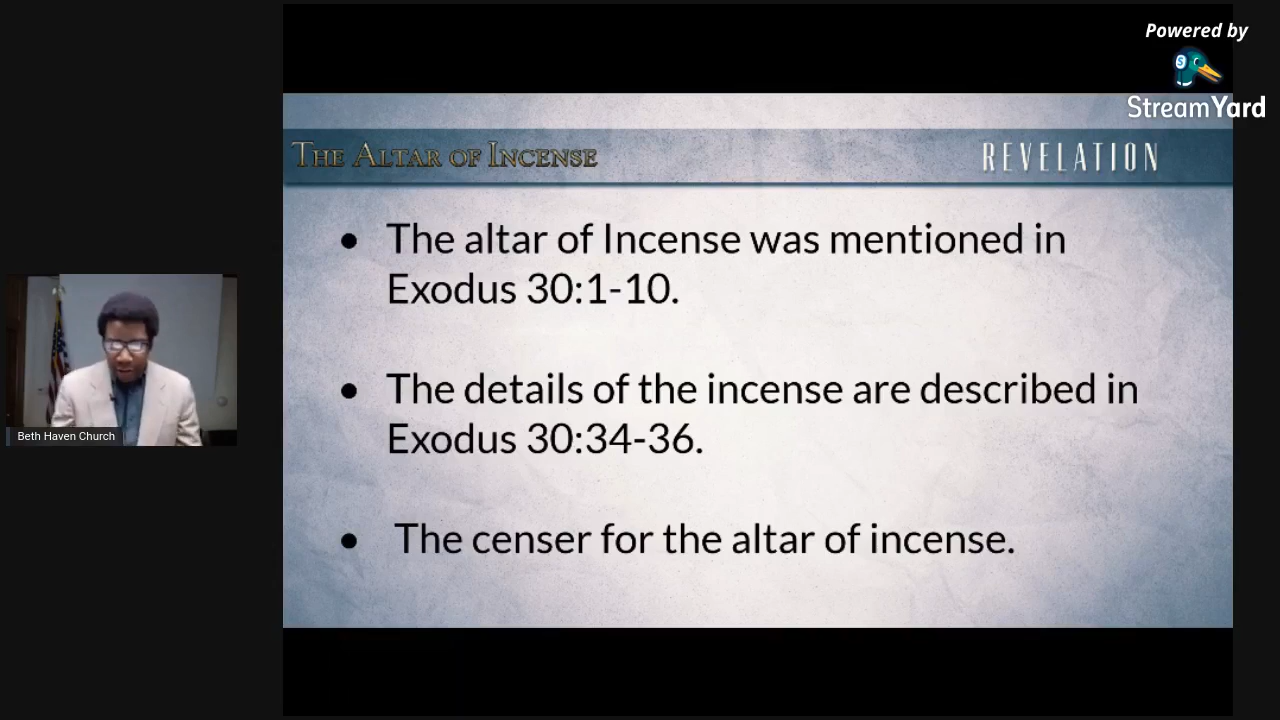 Powered by
StreamYard
The Altar of Incense
REVELATION
• The altar of Incense was mentioned in
Exodus 30:1-10.
• The details of the incense are described in
Exodus 30:34-36.
• The censer for the altar of incense.
Beth Haven Church